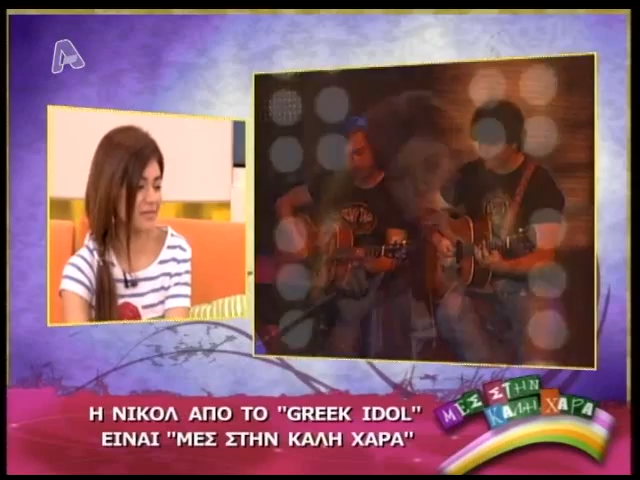 Η ΝΙΚΟΛ ΑΠΟ ΤΟ "GREEK IDOL"
ΕΙΝΑΙ "ΜΕΣ ΣΤΗΝ ΚΑΛΗ ΧΑΡΑ"
ΜΕΣ ΣΤΗΝ
ΚΑΛΗ ΧΑΡΑ